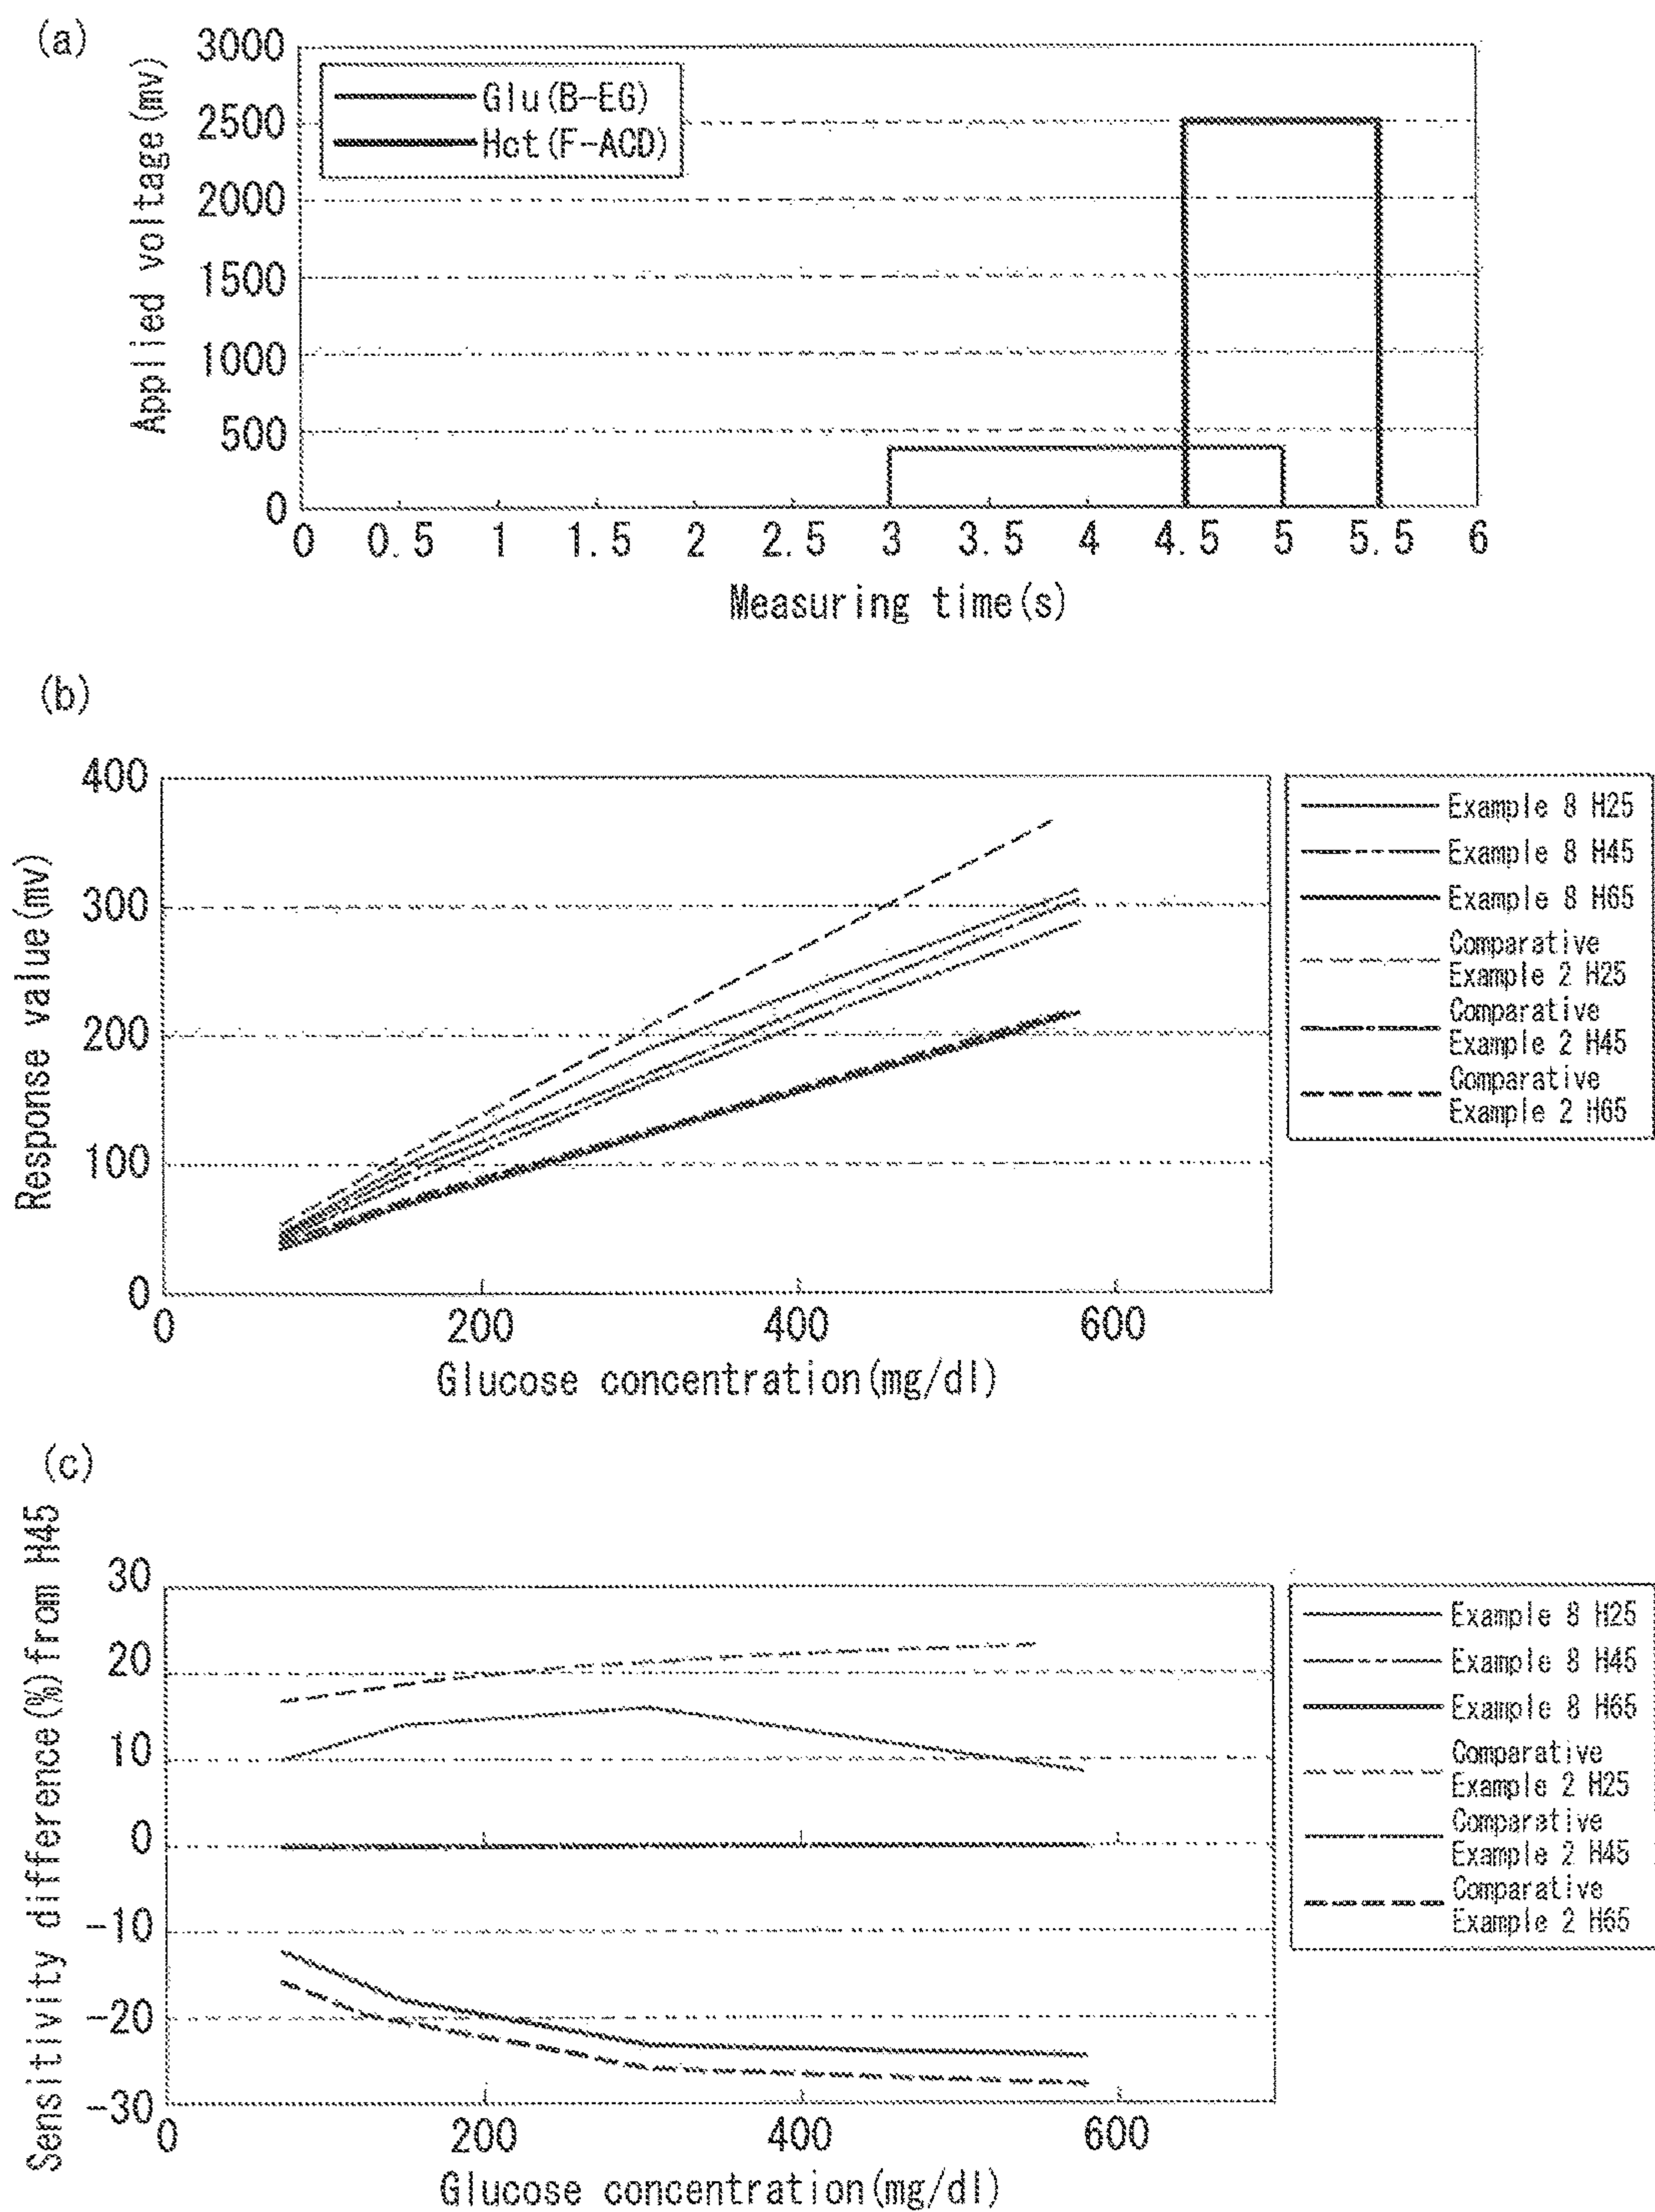 (a)
Applied voltage(mv)
3000
2500
2000
1500
1000
500
0
Glu(B-EG)
Hct(F-ACD)
0 0.5 1 1.5 2 2.5 3 3.5 4 4.5 5 5.5 6
Measuring time(s)
(b)
Response value(mv)
400
300
200
100
0
0 200 400 600
Glucose concentration(mg/dl)
Example 8 H25
Example 8 H45
Example 8 H65
Comparative
Example 2 H25
Comparative
Example 2 H45
Comparative
Example 2 H65
(c)
Sensitivity difference(%)from H45
30
20
10
0
-10
-20
-30
0 200 400 600
Glucose concentration(mg/dl)
Example 8 H25
Example 8 H45
Example 8 H65
Comparative
Example 2 H25
Comparative
Example 2 H45
Comparative
Example 2 H65